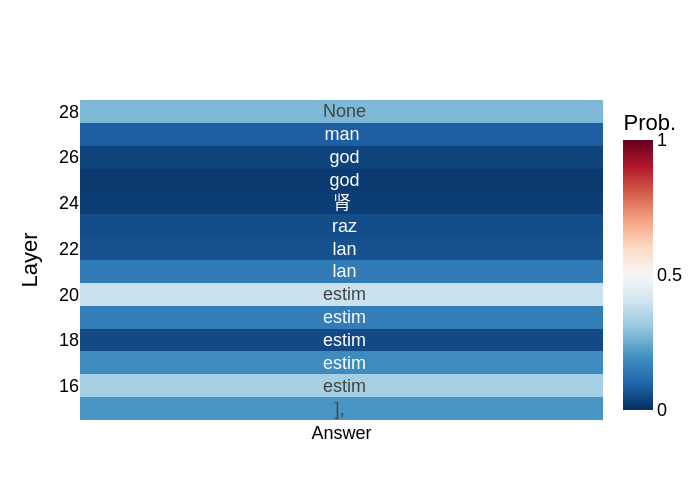 28 None
man
26 god
god
24 肾
raz
22 lan
lan
20 estim
estim
18 estim
estim
16 estim
],
Answer
Layer
Prob.
1
0.5
0